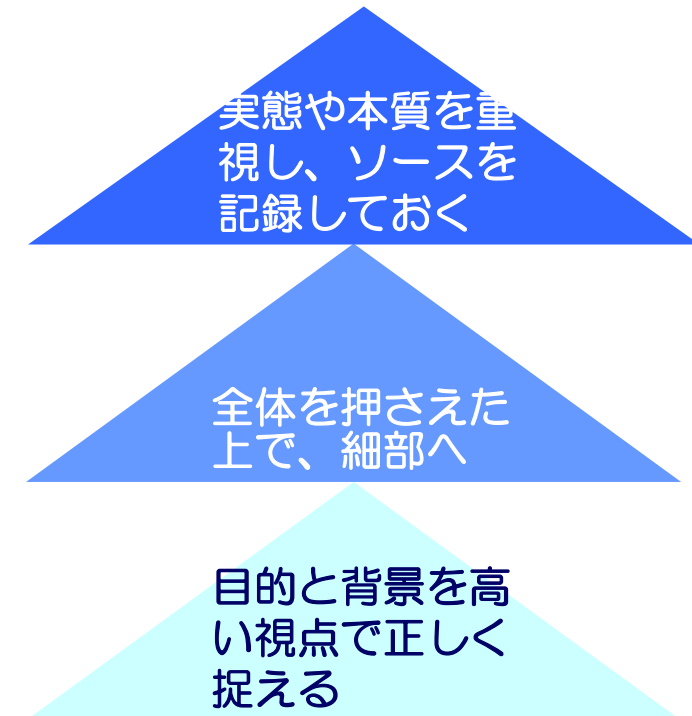 実態や本質を重
視し、ソースを
記録しておく
全体を押さえた
上で、細部へ
目的と背景を高
い視点で正しく
捉える